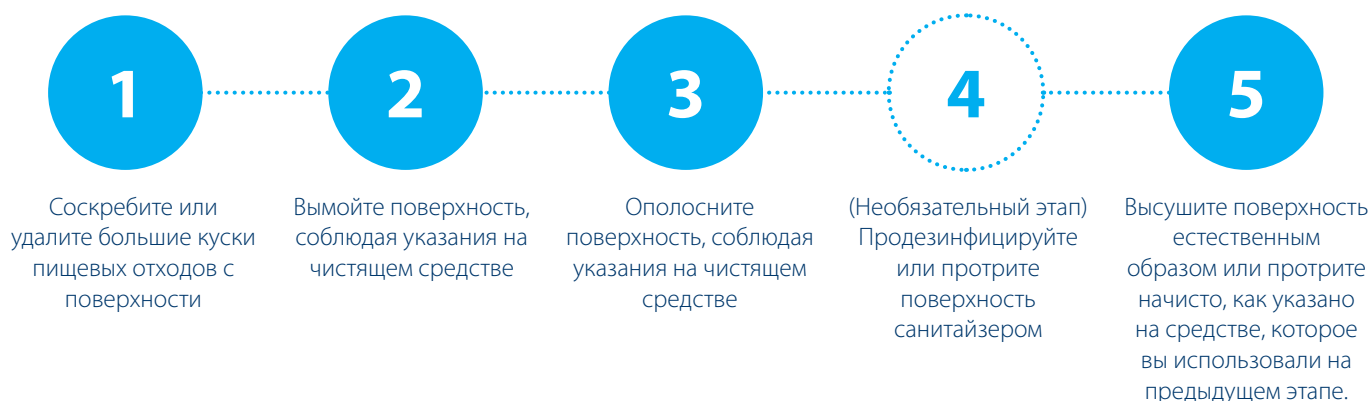 1
Соскребите или
удалите большие куски
пищевых отходов с
поверхности
2
Вымойте поверхность,
соблюдая указания на
чистящем средстве
3
Ополосните
поверхность, соблюдая
указания на чистящем
средстве
4
(Необязательный этап)
Продезинфицируйте
или протрите
поверхность
санитайзером
5
Высушите поверхность
естественным
образом или протрите
начисто, как указано
на средстве, которое
вы использовали на
предыдущем этапе.